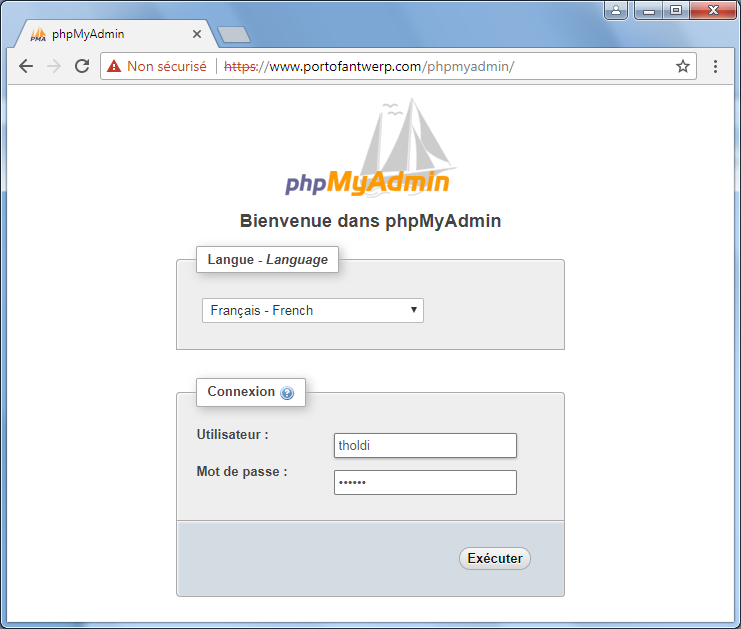 phpMyAdmin
Non sécurisé https://www.portofantwerp.com/phpmyadmin/
phpMyAdmin
Bienvenue dans phpMyAdmin
Langue - Language
Français - French
Connexion
Utilisateur :
tholdi
Mot de passe :
••••••
Exécuter